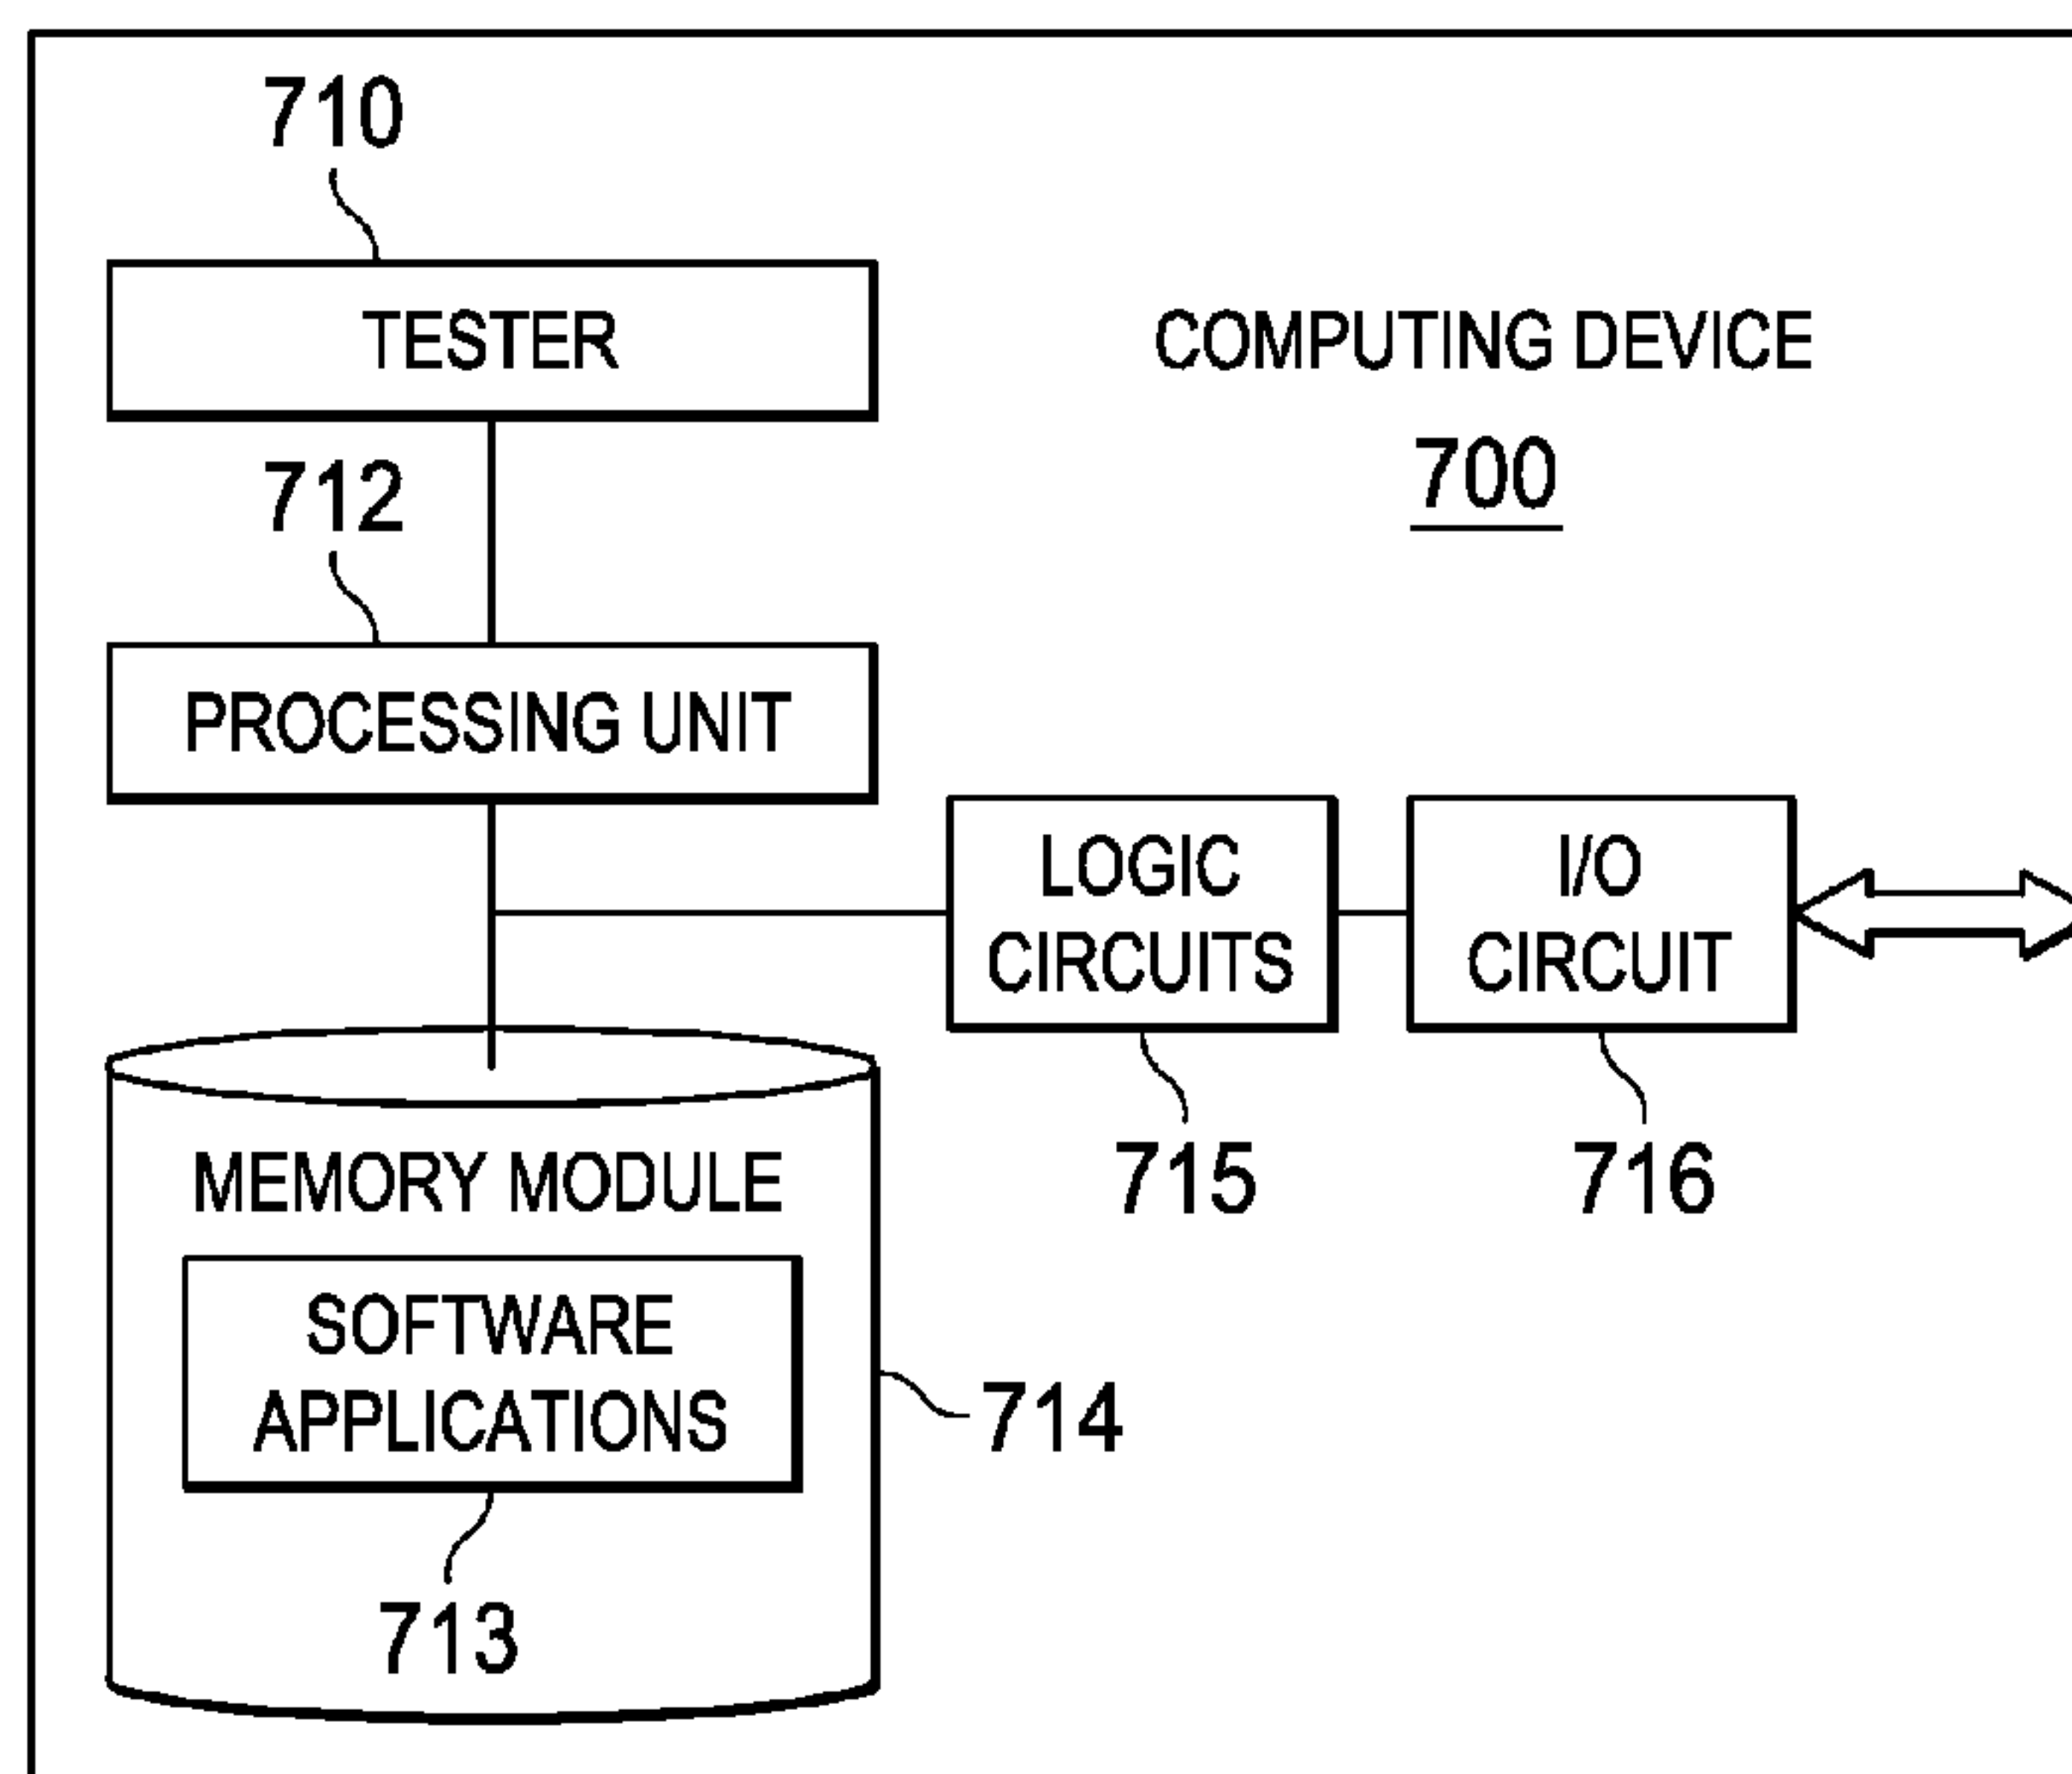 710
TESTER
COMPUTING DEVICE
700
712
PROCESSING UNIT
LOGIC
CIRCUITS
I/O
CIRCUIT
715
716
MEMORY MODULE
SOFTWARE
APPLICATIONS
714
713